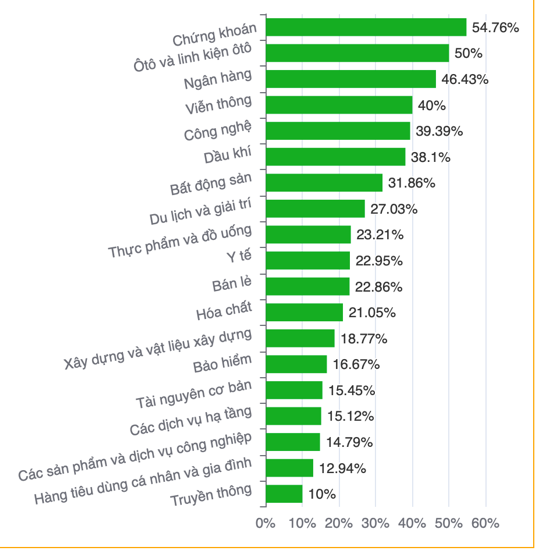 Chứng khoán 54.76%
Ôtô và linh kiện ôtô 50%
Ngân hàng 46.43%
Viễn thông 40%
Công nghệ 39.39%
Dầu khí 38.1%
Bất động sản 31.86%
Du lịch và giải trí 27.03%
Thực phẩm và đồ uống 23.21%
Y tế 22.95%
Bán lẻ 22.86%
Hóa chất 21.05%
Xây dựng và vật liệu xây dựng 18.77%
Bảo hiểm 16.67%
Tài nguyên cơ bản 15.45%
Các dịch vụ hạ tầng 15.12%
Các sản phẩm và dịch vụ công nghiệp 14.79%
Hàng tiêu dùng cá nhân và gia đình 12.94%
Truyền thông 10%
0% 10% 20% 30% 40% 50% 60%